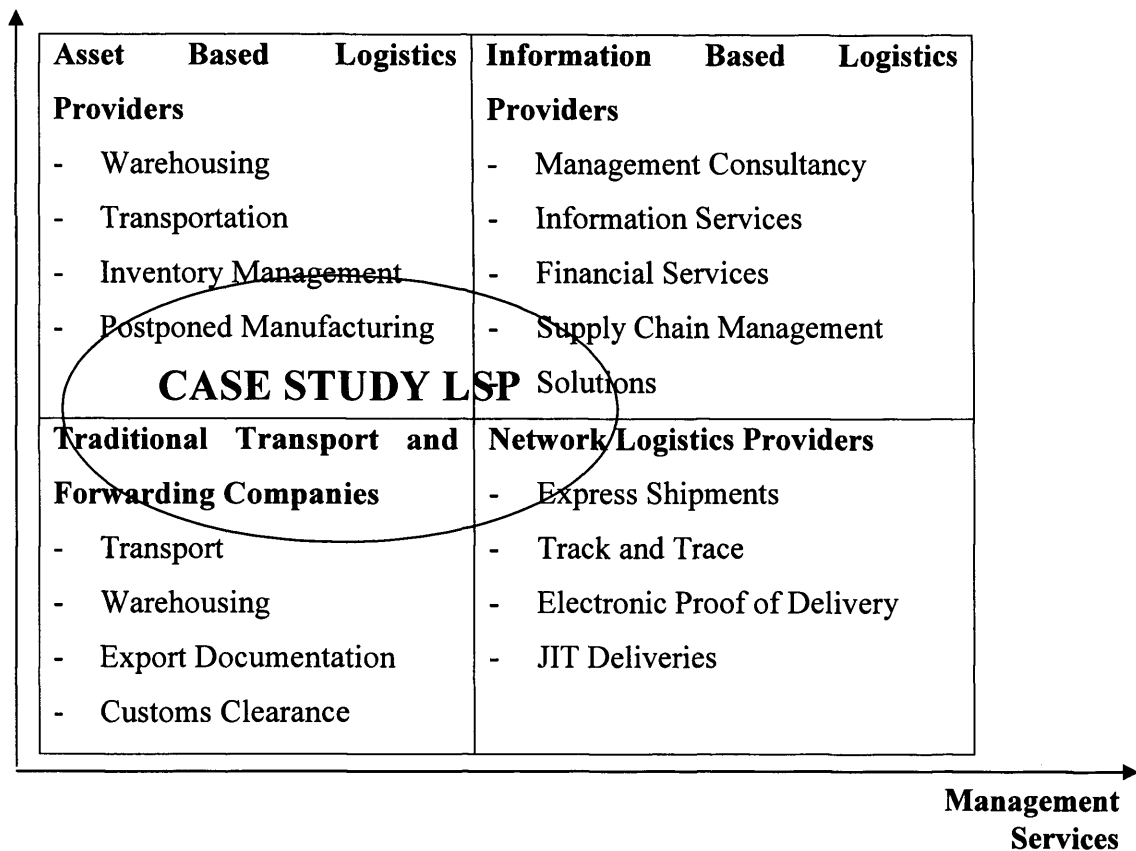 Asset Based Logistics
Providers
- Warehousing
- Transportation
- Inventory Management
- Postponed Manufacturing
Information Based Logistics
Providers
- Management Consultancy
- Information Services
- Financial Services
- Supply Chain Management
- Solutions
CASE STUDY LSP
Traditional Transport and
Forwarding Companies
- Transport
- Warehousing
- Export Documentation
- Customs Clearance
Network Logistics Providers
- Express Shipments
- Track and Trace
- Electronic Proof of Delivery
- JIT Deliveries
Management
Services